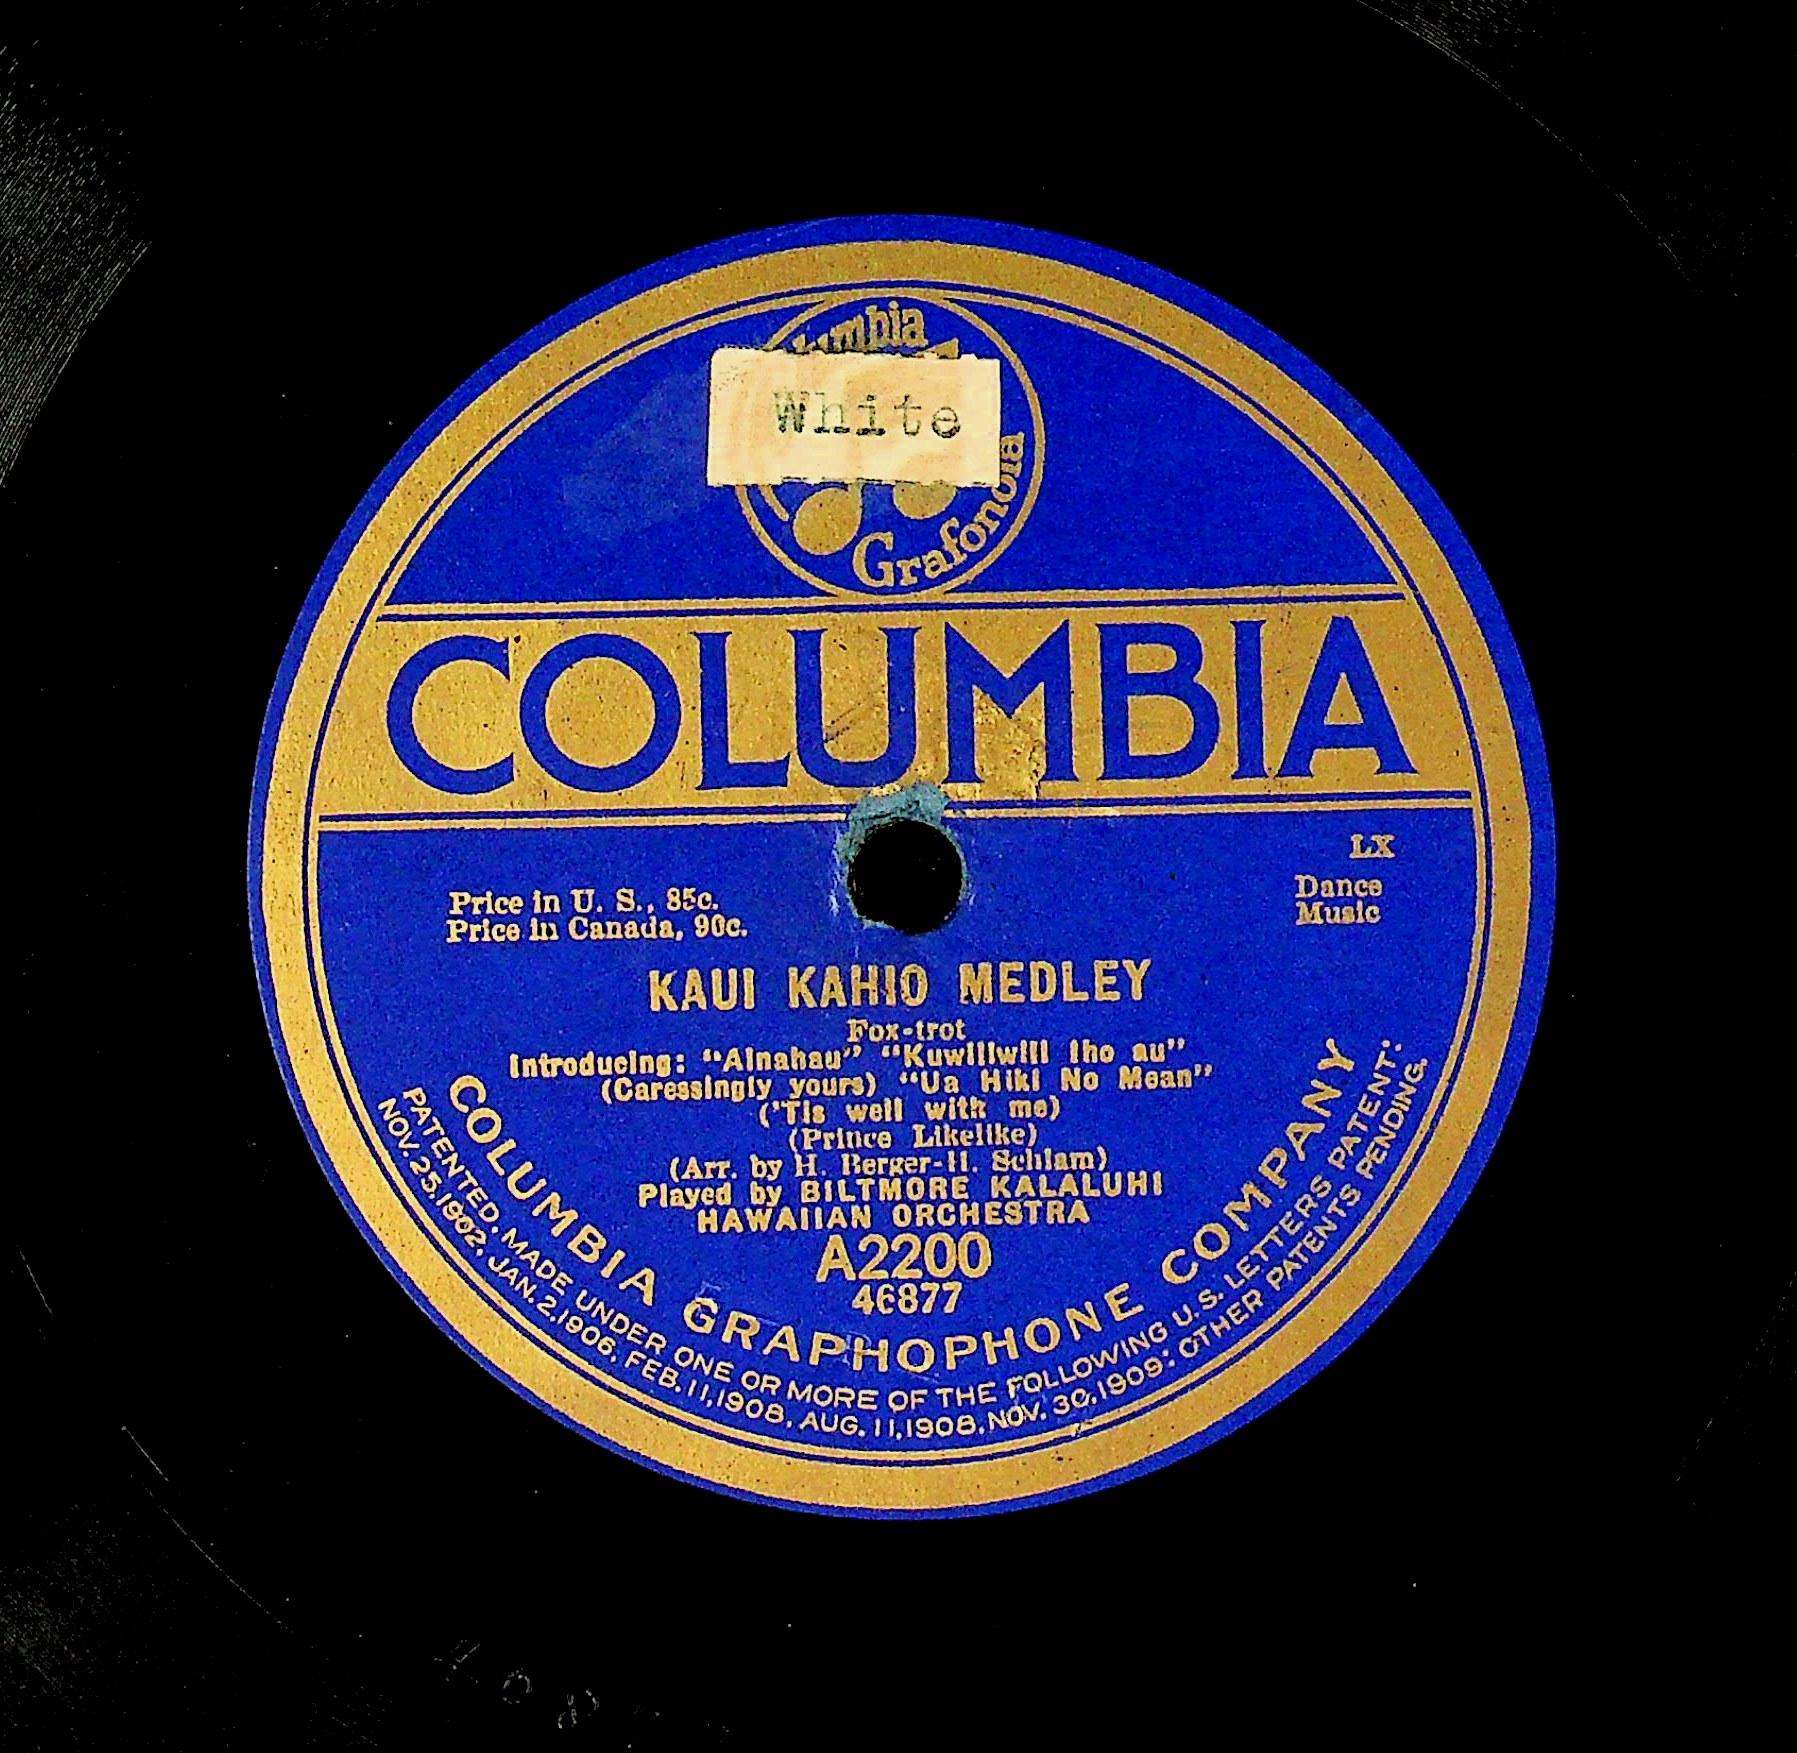 Columbia
White
Grafonola
COLUMBIA
LX
Dance
Music
Price in U. S., 85c.
Price in Canada, 90c.
KAUI KAHIO MEDLEY
Fox-trot
Introducing: "Ainahau" "Kuwiliwili Iho au"
(Caressingly yours) "Ua Hiki No Mean"
('Tis well with me)
(Prince Likelike)
(Arr. by H. Berger-H. Schlam)
Played by BILTMORE KALALUHI
HAWAIIAN ORCHESTRA
A2200
46877
COLUMBIA GRAPHOPHONE COMPANY
PATENTED, MADE UNDER ONE OR MORE OF THE FOLLOWING U.S. LETTERS PATENT:
NOV. 25, 1902, JAN. 2, 1906, FEB. 11, 1908, AUG. 11, 1908, NOV. 30, 1909: OTHER PATENTS PENDING.